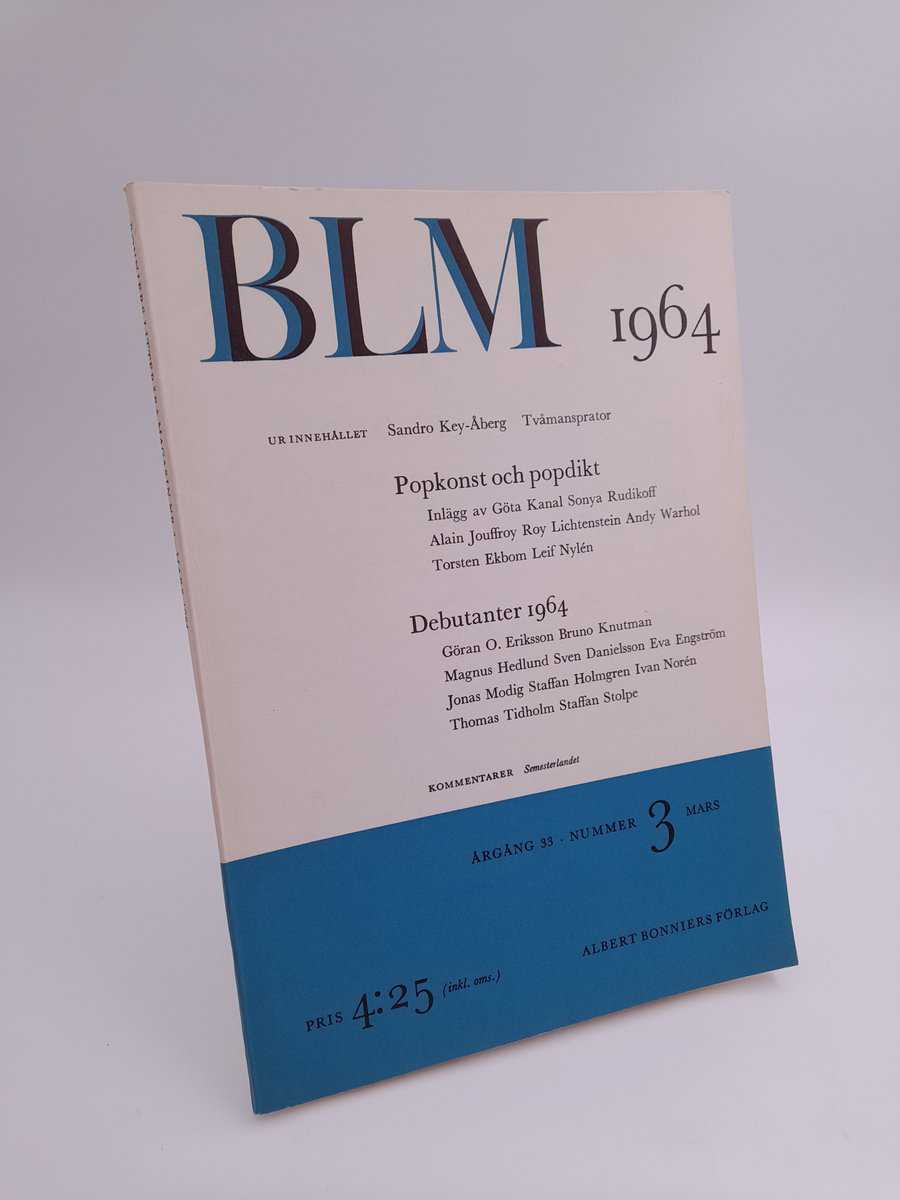 BLM 1964
UR INNEHÅLLET Sandro Key-Åberg Tvåmansprator
Popkonst och popdikt
Inlägg av Göta Kanal Sonya Rudikoff
Alain Jouffroy Roy Lichtenstein Andy Warhol
Torsten Ekbom Leif Nylén
Debutanter 1964
Göran O. Eriksson Bruno Knutman
Magnus Hedlund Sven Danielsson Eva Engström
Jonas Modig Staffan Holmgren Ivan Norén
Thomas Tidholm Staffan Stolpe
KOMMENTARER Semesterlandet
ÅRGÅNG 33 · NUMMER 3 MARS
ALBERT BONNIERS FÖRLAG
PRIS 4:25 (inkl. oms.)